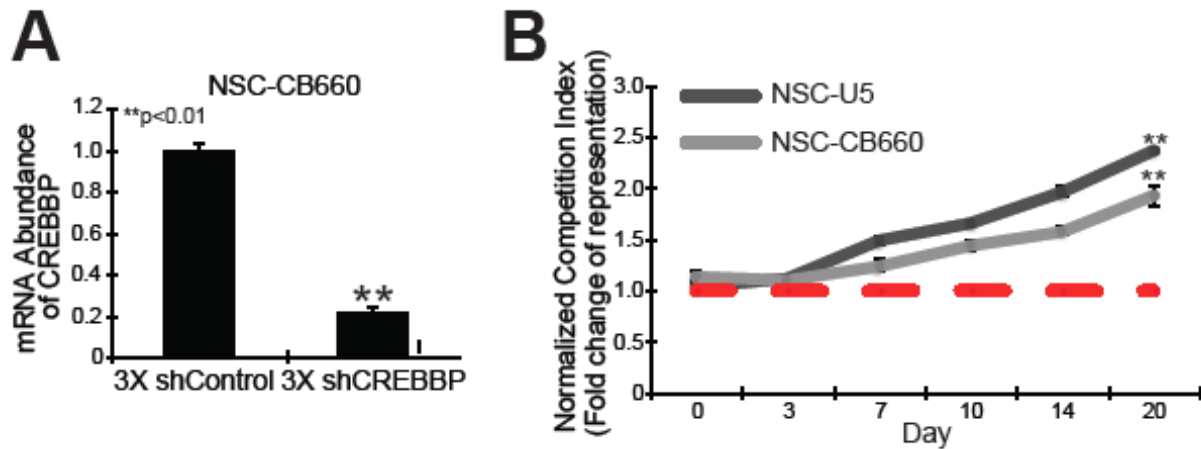 A
NSC-CB660
**p<0.01
mRNA Abundance
of CREBBP
1.2
1.0
0.8
0.6
0.4
0.2
0
**
3X shControl 3X shCREBBP
B
Normalized Competition Index
(Fold change of representation)
3.0
2.5
2.0
1.5
1.0
0.5
0
NSC-U5
NSC-CB660
**
**
0 3 7 10 14 20
Day